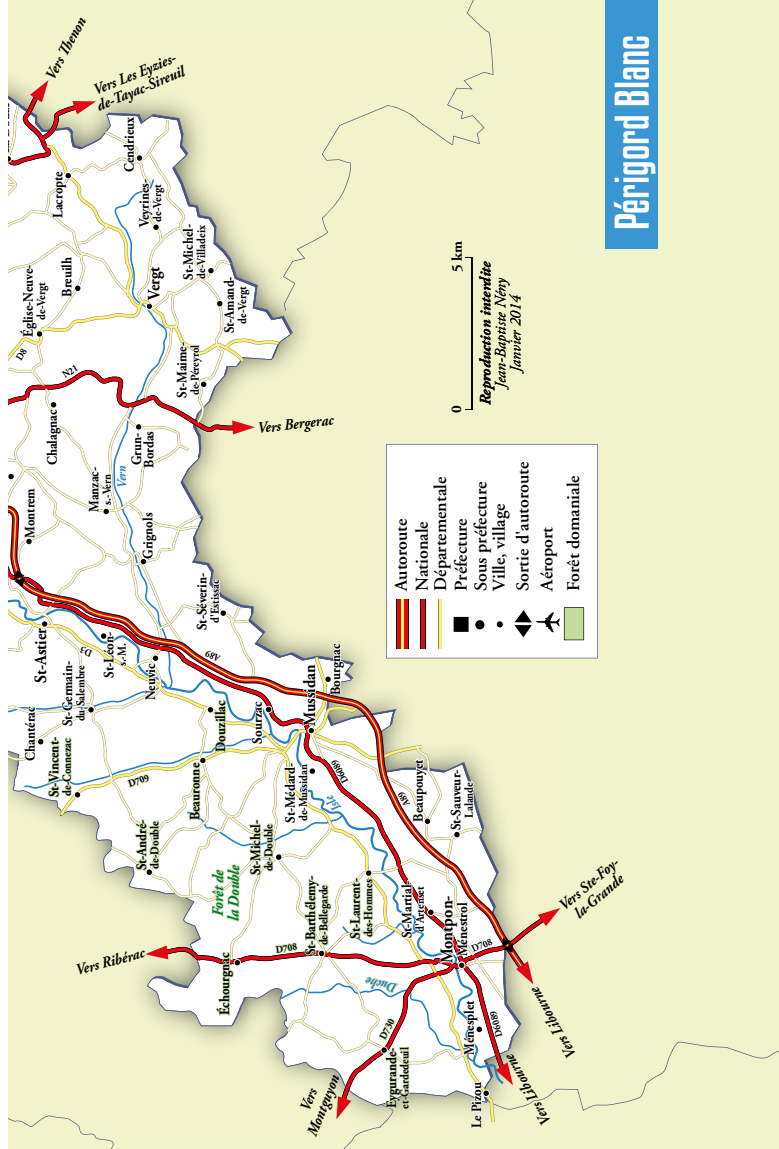 Périgord Blanc
Vers Thenon
Vers Les Eyzies-
de-Tayac-Sireuil
Lacropte
Cendrieux
Veyrines-
de-Vergt
Église-Neuve-
de-Vergt
Breuilh
Vergt
St-Michel-
de-Villadeix
St-Amand-
de-Vergt
D8
N21
St-Maime-
de-Péreyrol
Vers Bergerac
Chalagnac
Grun-
Bordas
Vern
Manzac-
s.-Vern
Montrem
Grignols
St-Séverin-
d'Estissac
St-Astier
D3
St-Léon-
s.-M.
A89
Neuvic
St-Germain-
du-Salembre
Chantérac
St-Vincent-
de-Connezac
D709
Douzillac
Sourzac
Mussidan
Bourgnac
Beauronne
St-Médard-
de-Mussidan
D6089
Isle
A89
Beaupouyet
St-Sauveur-
Lalande
St-André-
de-Double
St-Michel-
de-Double
Forêt de
la Double
St-Laurent-
des-Hommes
St-Martial-
d'Artenset
St-Barthélemy-
de-Bellegarde
D708
Échourgnac
Vers Ribérac
Montpon-
Ménestrol
D708
Vers Ste-Foy-
la-Grande
Vers Libourne
Duche
D730
Eygurande-
et-Gardedeuil
Vers
Montguyon
Ménesplet
D6089
Le Pizou
Vers Libourne
0 5 km
Reproduction interdite
Jean-Baptiste Nény
Janvier 2014
Autoroute
Nationale
Départementale
Préfecture
Sous préfecture
Ville, village
Sortie d'autoroute
Aéroport
Forêt domaniale